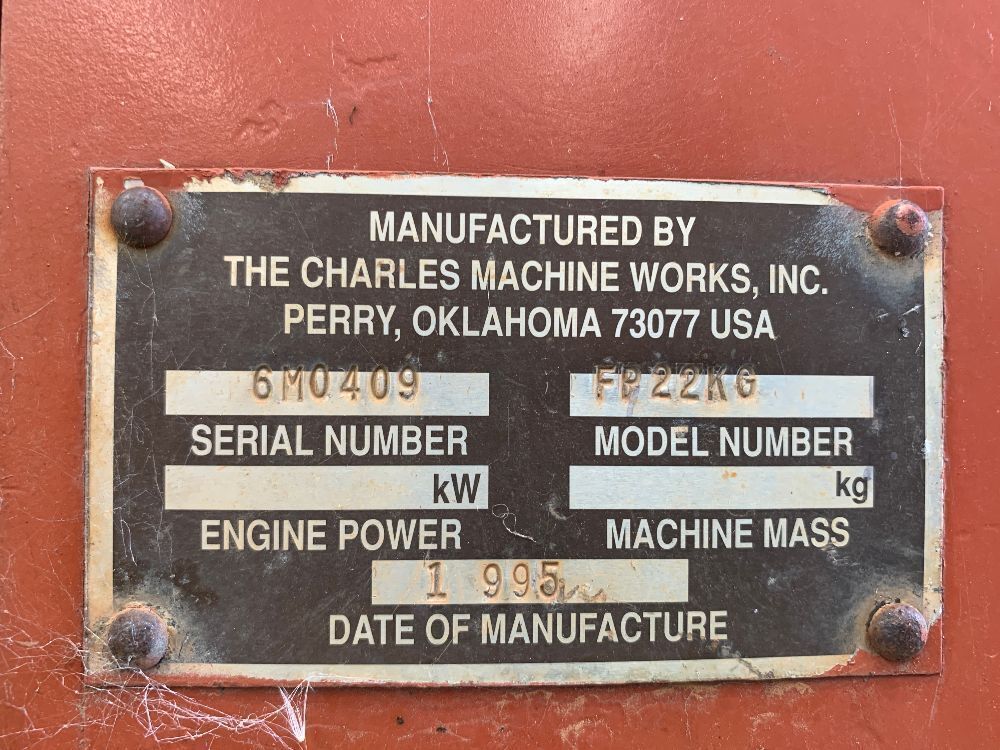 MANUFACTURED BY
THE CHARLES MACHINE WORKS, INC.
PERRY, OKLAHOMA 73077 USA
6M0409 FP22KG
SERIAL NUMBER MODEL NUMBER
kW kg
ENGINE POWER MACHINE MASS
1 995
DATE OF MANUFACTURE